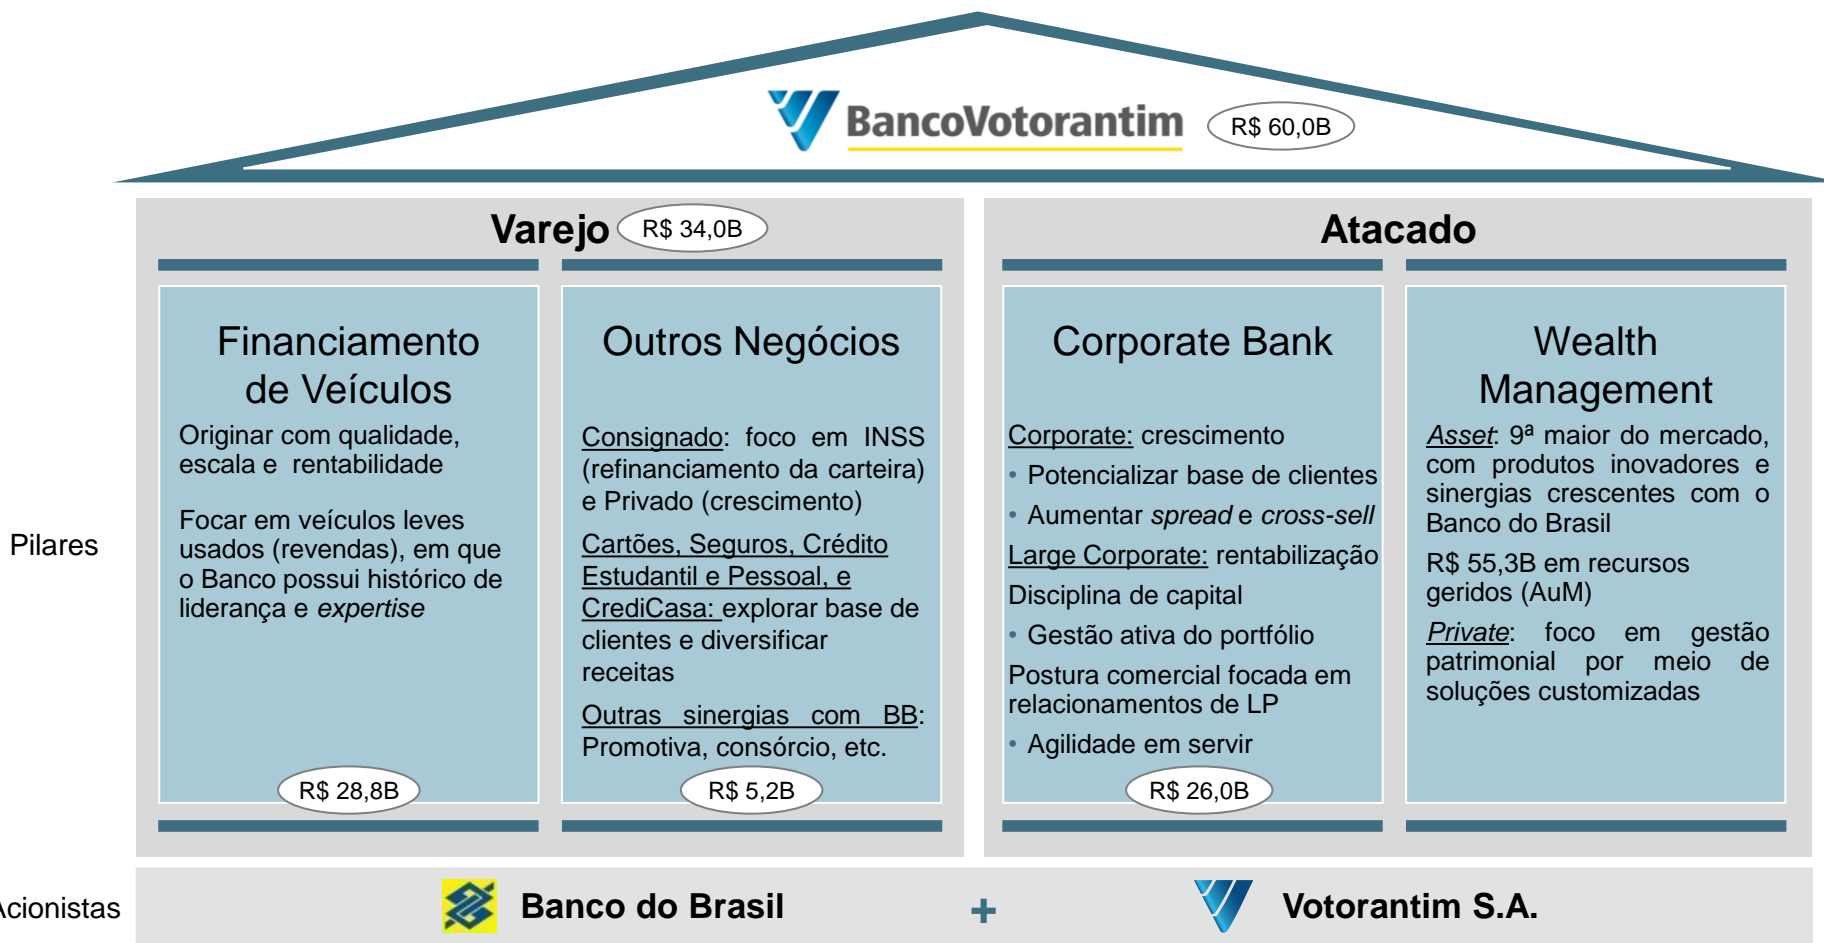 BancoVotorantim
R$ 60,0B
Varejo
R$ 34,0B
Atacado
Pilares
Financiamento
de Veículos
Originar com qualidade,
escala e rentabilidade
Focar em veículos leves
usados (revendas), em que
o Banco possui histórico de
liderança e expertise
R$ 28,8B
Outros Negócios
Consignado: foco em INSS
(refinanciamento da carteira)
e Privado (crescimento)
Cartões, Seguros, Crédito
Estudantil e Pessoal, e
CrediCasa: explorar base de
clientes e diversificar
receitas
Outras sinergias com BB:
Promotiva, consórcio, etc.
R$ 5,2B
Corporate Bank
Corporate: crescimento
• Potencializar base de clientes
• Aumentar spread e cross-sell
Large Corporate: rentabilização
Disciplina de capital
• Gestão ativa do portfólio
Postura comercial focada em
relacionamentos de LP
• Agilidade em servir
R$ 26,0B
Wealth
Management
Asset: 9ª maior do mercado,
com produtos inovadores e
sinergias crescentes com o
Banco do Brasil
R$ 55,3B em recursos
geridos (AuM)
Private: foco em gestão
patrimonial por meio de
soluções customizadas
Acionistas
Banco do Brasil
+
Votorantim S.A.